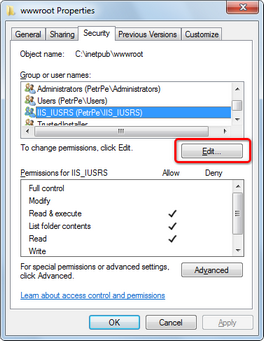 wwwroot Properties
General Sharing Security Previous Versions Customize
Object name: C:\inetpub\wwwroot
Group or user names:
Administrators (PetrPe\Administrators)
Users (PetrPe\Users)
IIS_IUSRS (PetrPe\IIS_IUSRS)
TrustedInstaller
To change permissions, click Edit.
Edit...
Permissions for IIS_IUSRS Allow Deny
Full control
Modify
Read & execute
List folder contents
Read
Write
For special permissions or advanced settings,
click Advanced.
Advanced
Learn about access control and permissions
OK Cancel Apply